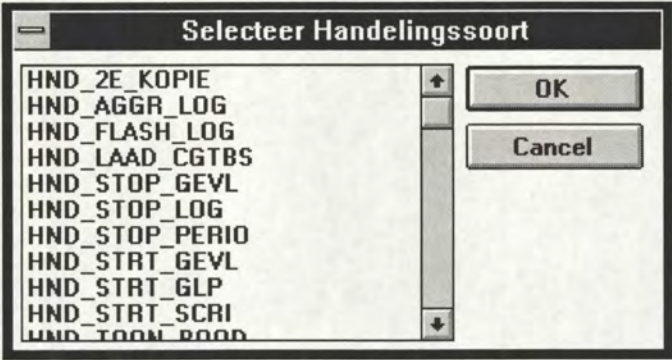 Selecteer Handelingssoort
HND_2E_KOPIE
HND_AGGR_LOG
HND_FLASH_LOG
HND_LAAD_CGTBS
HND_STOP_GEVL
HND_STOP_LOG
HND_STOP_PERIO
HND_STRT_GEVL
HND_STRT_GLP
HND_STRT_SCRI
OK
Cancel